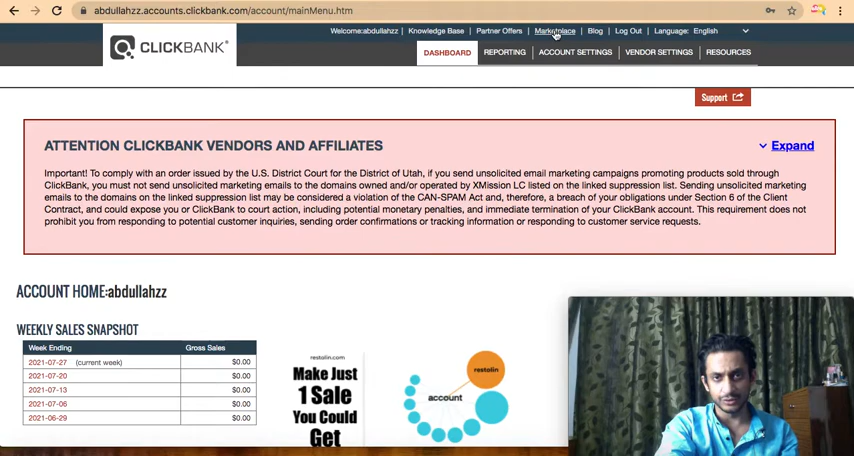 abdullahzz.accounts.clickbank.com/account/mainMenu.htm
Welcome:abdullahzz | Knowledge Base | Partner Offers | Marketplace | Blog | Log Out | Language: English
CLICKBANK®
DASHBOARD REPORTING ACCOUNT SETTINGS VENDOR SETTINGS RESOURCES
Support
ATTENTION CLICKBANK VENDORS AND AFFILIATES
Expand
Important! To comply with an order issued by the U.S. District Court for the District of Utah, if you send unsolicited email marketing campaigns promoting products sold through
ClickBank, you must not send unsolicited marketing emails to the domains owned and/or operated by XMission LC listed on the linked suppression list. Sending unsolicited marketing
emails to the domains on the linked suppression list may be considered a violation of the CAN-SPAM Act and, therefore, a breach of your obligations under Section 6 of the Client
Contract, and could expose you or ClickBank to court action, including potential monetary penalties, and immediate termination of your ClickBank account. This requirement does not
prohibit you from responding to potential customer inquiries, sending order confirmations or tracking information or responding to customer service requests.
ACCOUNT HOME:abdullahzz
WEEKLY SALES SNAPSHOT
Week Ending Gross Sales
2021-07-27 (current week) $0.00
2021-07-20 $0.00
2021-07-13 $0.00
2021-07-06 $0.00
2021-06-29 $0.00
restolin.com
Make Just
1 Sale
You Could
Get
restolin
account